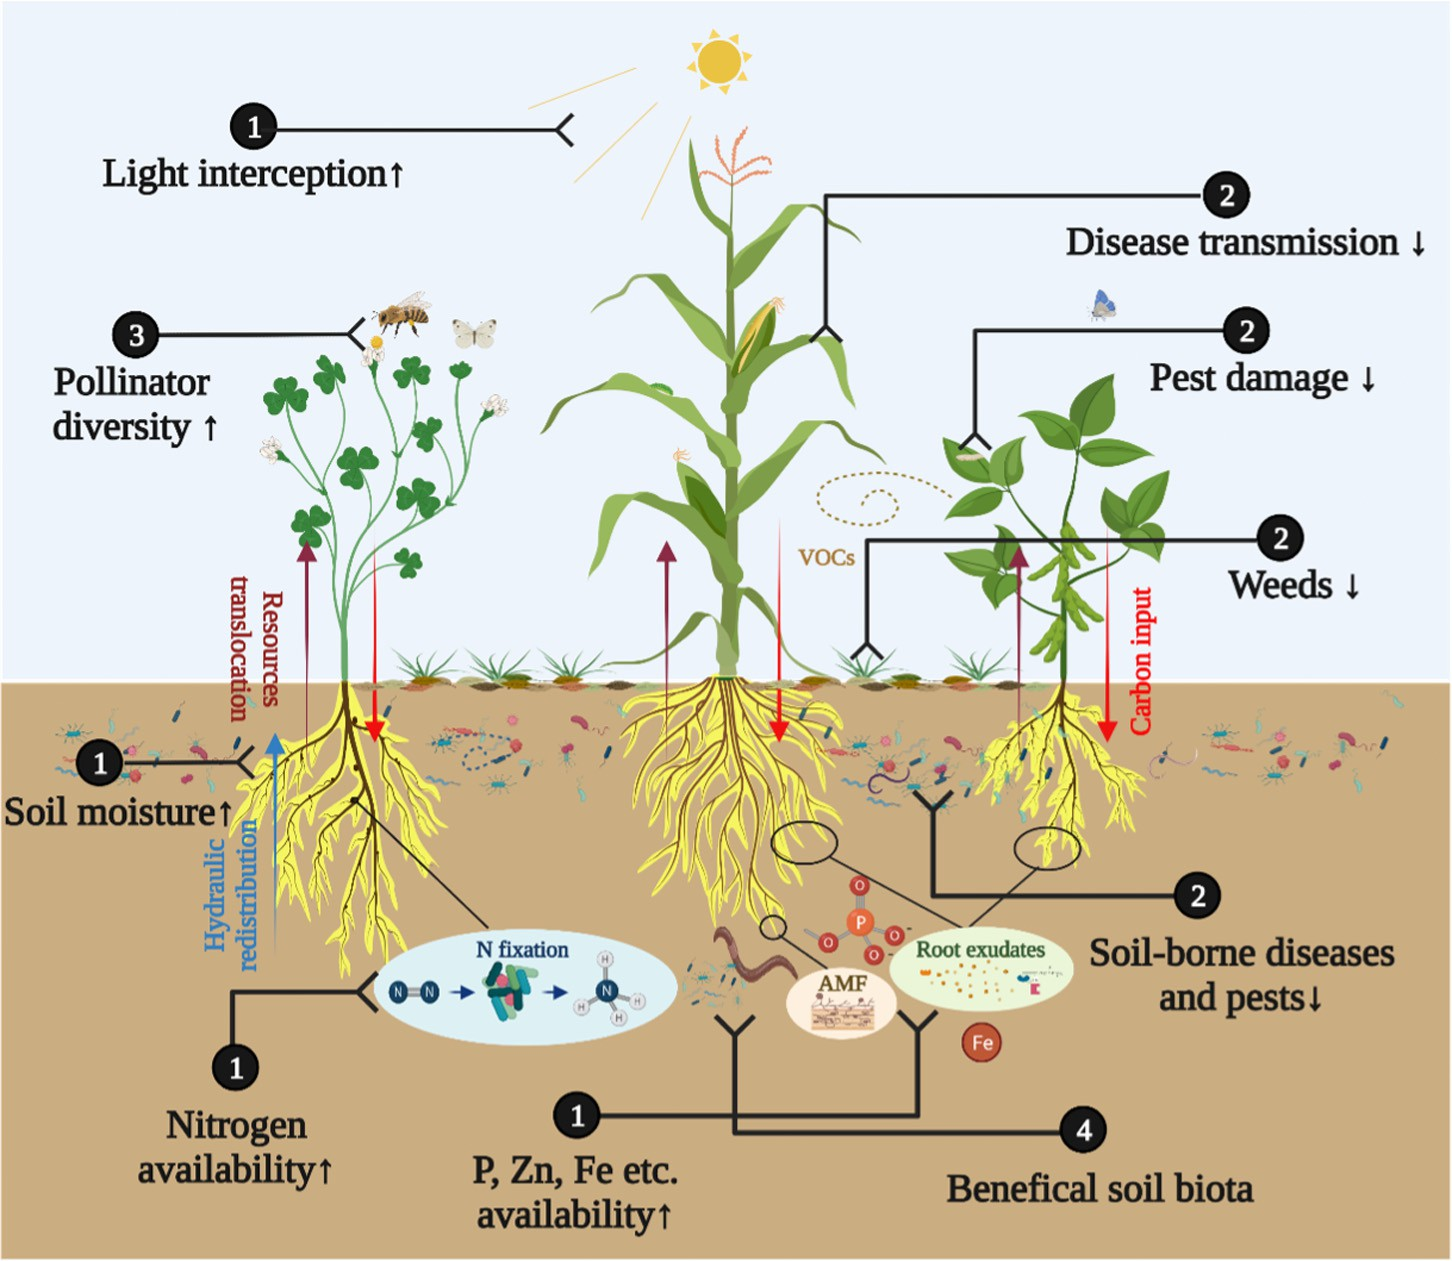 1
Light interception↑
2
Disease transmission ↓
3
Pollinator
diversity ↑
2
Pest damage ↓
VOCs
2
Weeds ↓
Resources
translocation
Carbon input
1
Soil moisture↑
Hydraulic
redistribution
2
Soil-borne diseases
and pests↓
N fixation
N N
N
H
H
H
H
P
O
O
O-
O-
AMF
Root exudates
Fe
1
Nitrogen
availability↑
1
P, Zn, Fe etc.
availability↑
4
Benefical soil biota